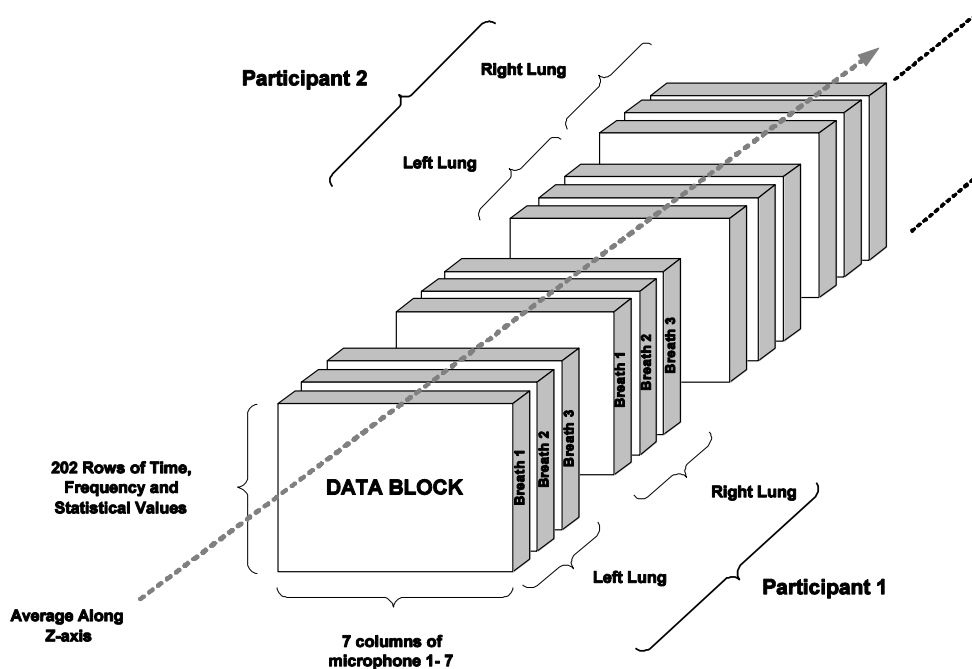 Participant 2
Right Lung
Left Lung
Breath 1
Breath 2
Breath 3
202 Rows of Time,
Frequency and
Statistical Values
DATA BLOCK
Breath 1
Breath 2
Breath 3
Right Lung
Left Lung
Participant 1
Average Along
Z-axis
7 columns of
microphone 1- 7